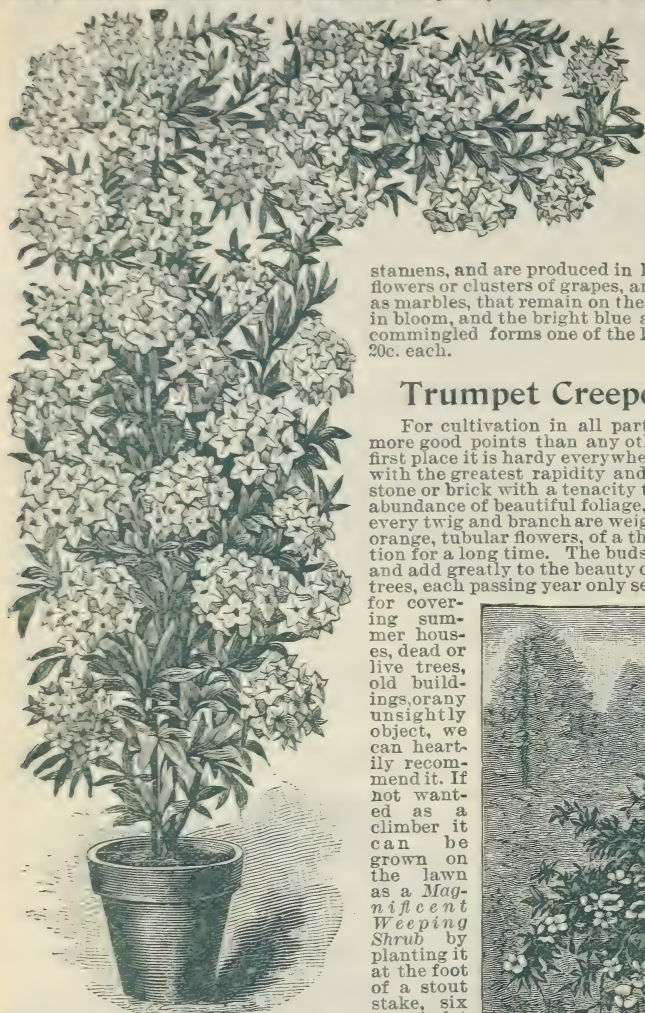 stamens, and are produced in
flowers or clusters of grapes,
as marbles, that remain on the
in bloom, and the bright blue
commingled forms one of the
20c. each.
Trumpet Creepe
For cultivation in all part
more good points than any
first place it is hardy
with the greatest rapidity and
stone or brick with a tenacity
abundance of beautiful foliage,
every twig and branch are
orange, tubular flowers, of a
tion for a long time. The buds
and add greatly to the beauty
trees, each passing year only
for cover-
ing sum-
mer hous-
es, dead or
live trees,
old build-
ings, or any
unsightly
object, we
can heart-
ily recom-
mend it. If
not want-
ed as a
climber it
can be
grown on
the lawn
as a Mag-
nificent
Weeping
Shrub by
planting it
at the foot
of a stout
stake, six